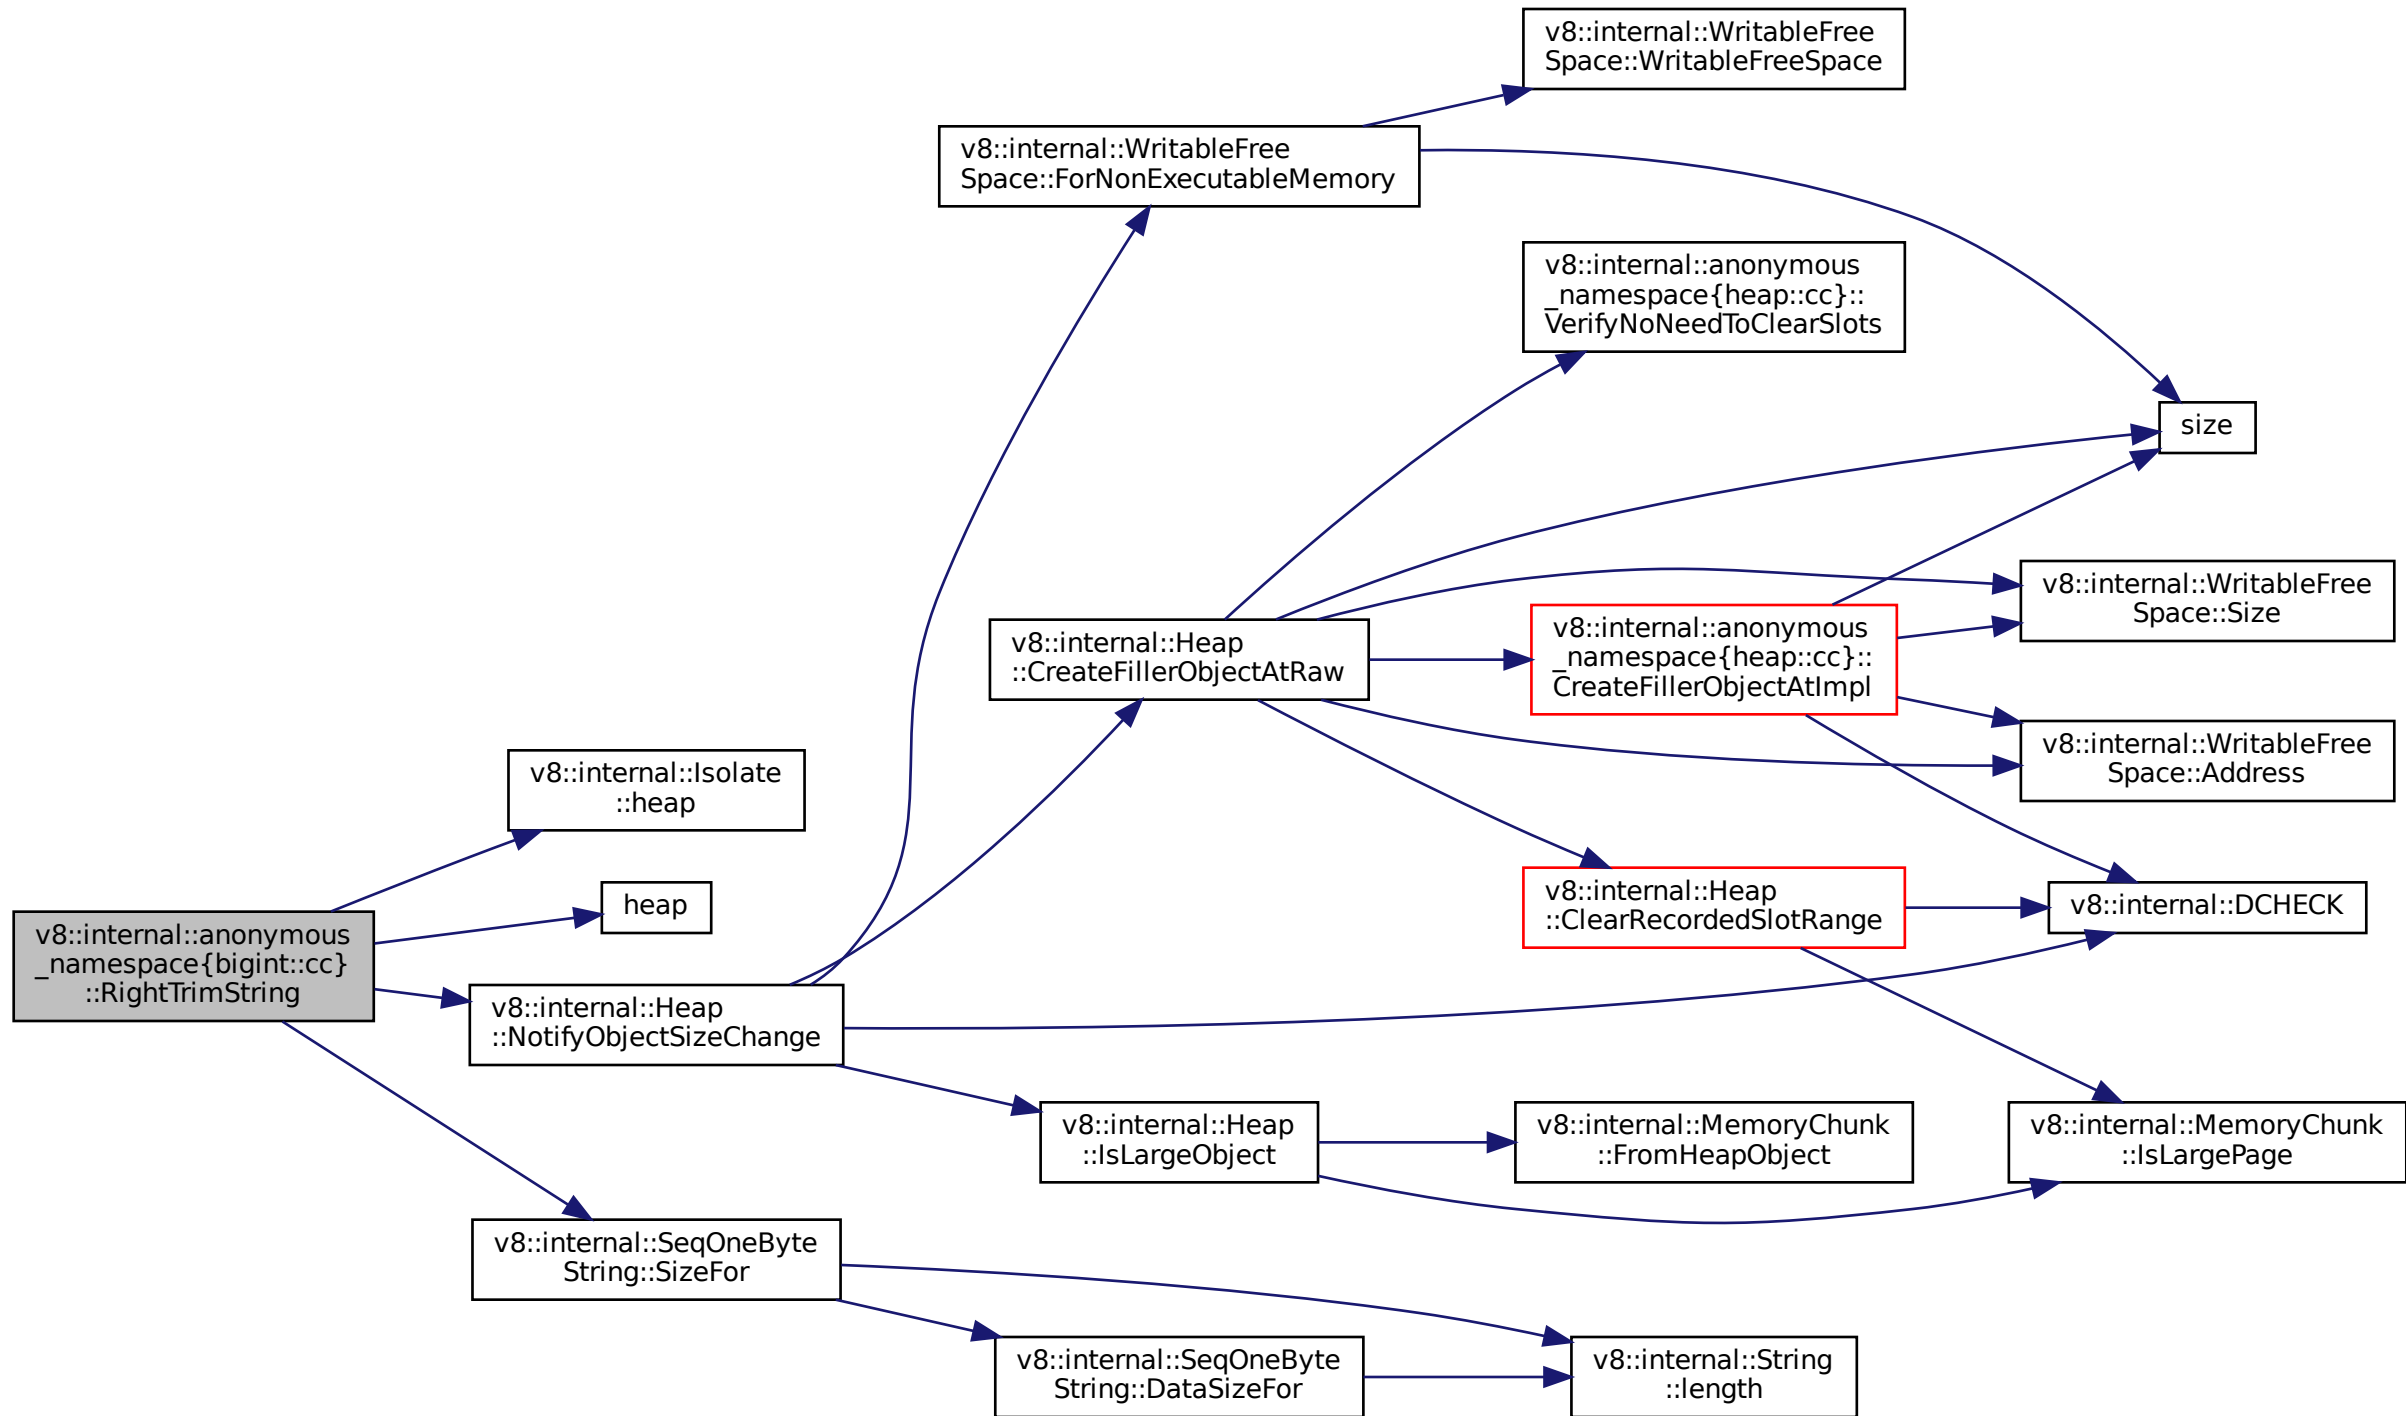 v8::internal::WritableFree
Space::WritableFreeSpace
v8::internal::WritableFree
Space::ForNonExecutableMemory
v8::internal::anonymous
_namespace{heap::cc}::
VerifyNoNeedToClearSlots
size
v8::internal::WritableFree
Space::Size
v8::internal::Heap
::CreateFillerObjectAtRaw
v8::internal::anonymous
_namespace{heap::cc}::
CreateFillerObjectAtImpl
v8::internal::WritableFree
Space::Address
v8::internal::Isolate
::heap
heap
v8::internal::Heap
::ClearRecordedSlotRange
v8::internal::DCHECK
v8::internal::anonymous
_namespace{bigint::cc}
::RightTrimString
v8::internal::Heap
::NotifyObjectSizeChange
v8::internal::Heap
::IsLargeObject
v8::internal::MemoryChunk
::FromHeapObject
v8::internal::MemoryChunk
::IsLargePage
v8::internal::SeqOneByte
String::SizeFor
v8::internal::SeqOneByte
String::DataSizeFor
v8::internal::String
::length